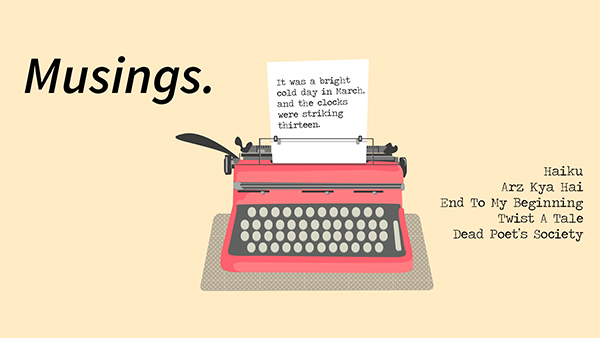 Musings.
It was a bright
cold day in March.
and the clocks
were striking
thirteen.
Haiku
Arz Kya Hai
End To My Beginning
Twist A Tale
Dead Poet's Society